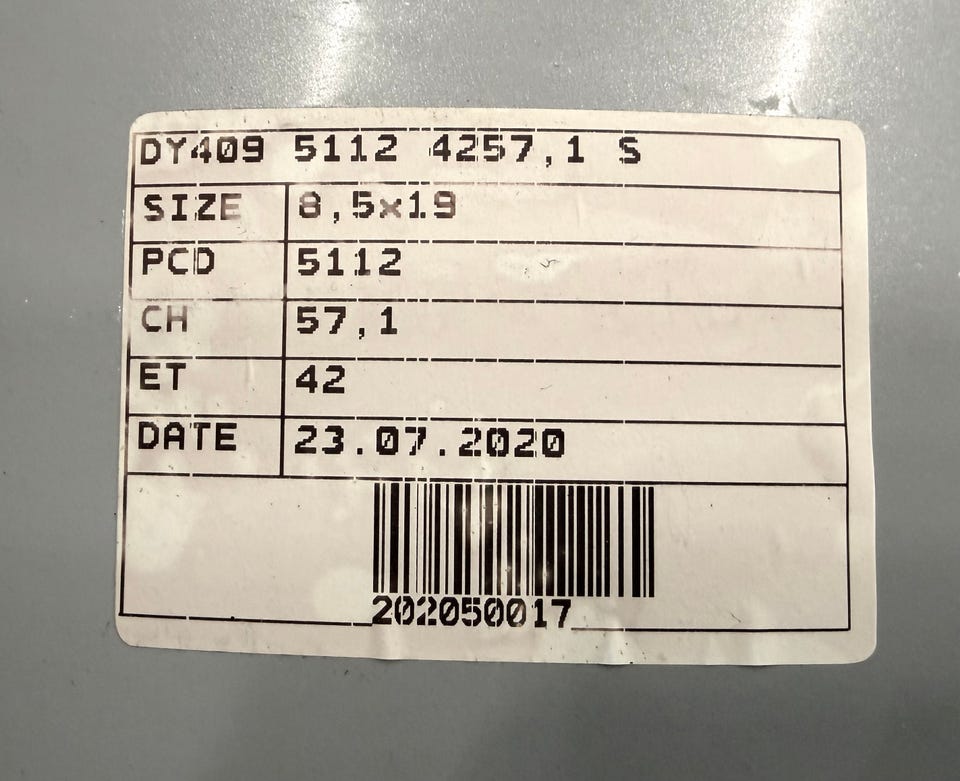 DY409 5112 4257,1 S
SIZE 8,5x19
PCD 5112
CH 57,1
ET 42
DATE 23.07.2020
202050017